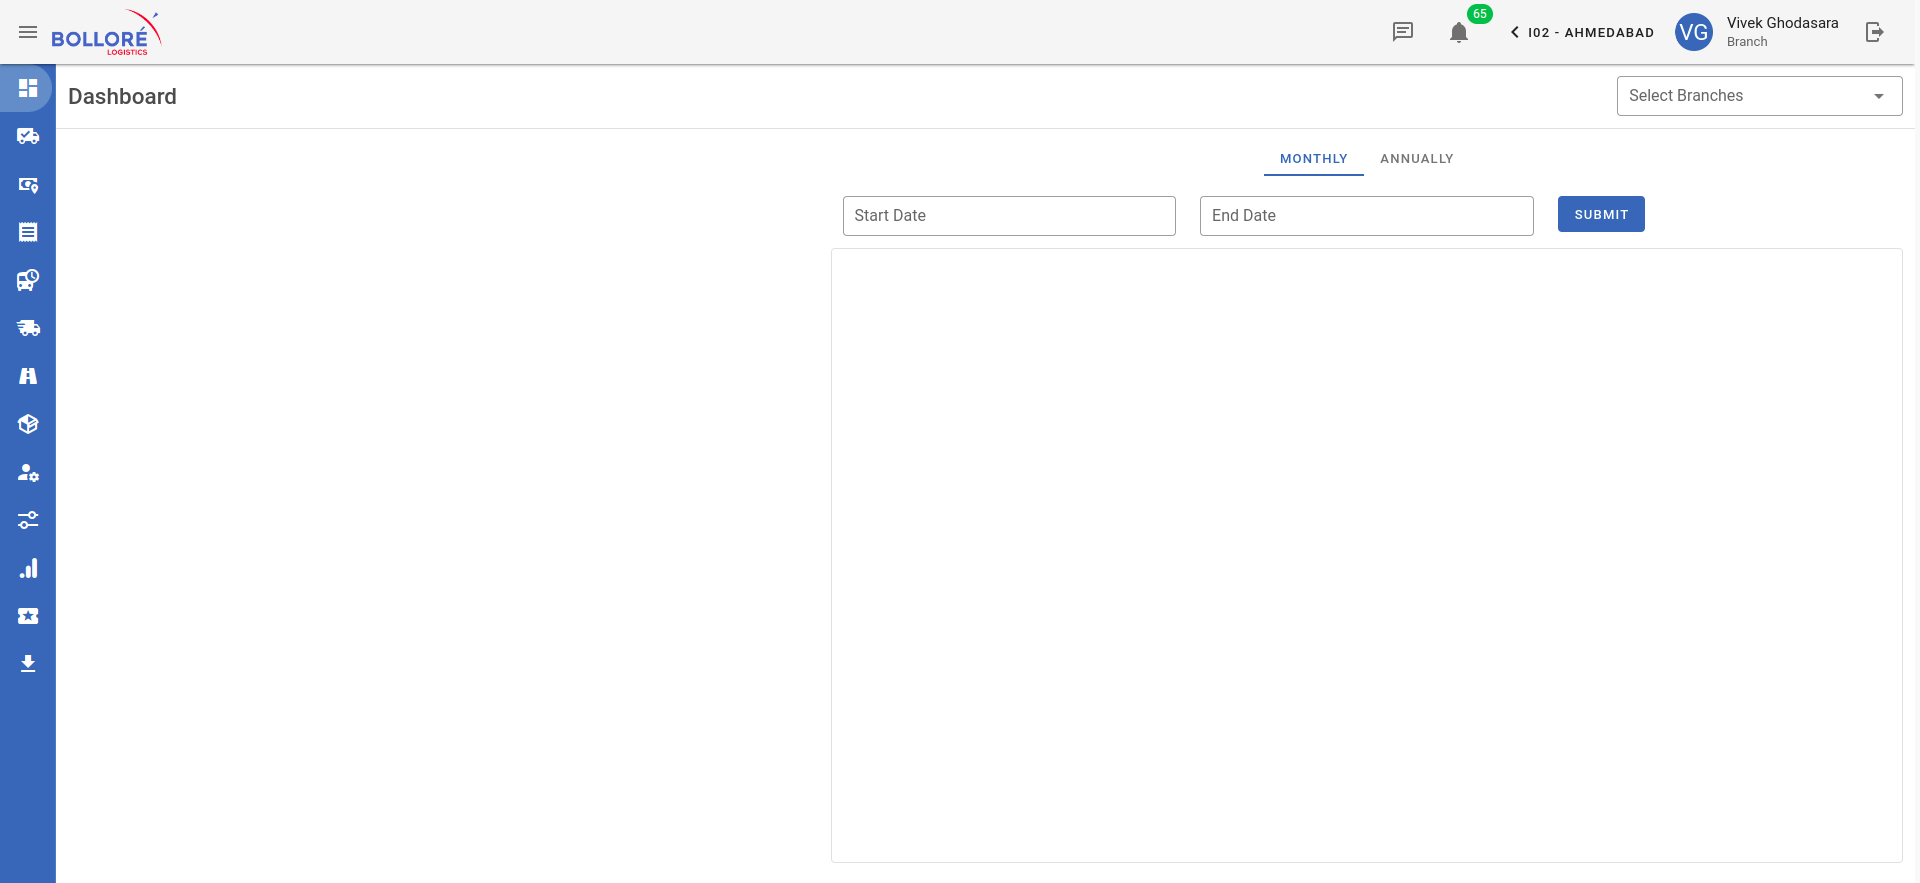 BOLLORÉ
LOGISTICS
65
I02 - AHMEDABAD
VG
Vivek Ghodasara
Branch
Dashboard
Select Branches
MONTHLY
ANNUALLY
Start Date
End Date
SUBMIT